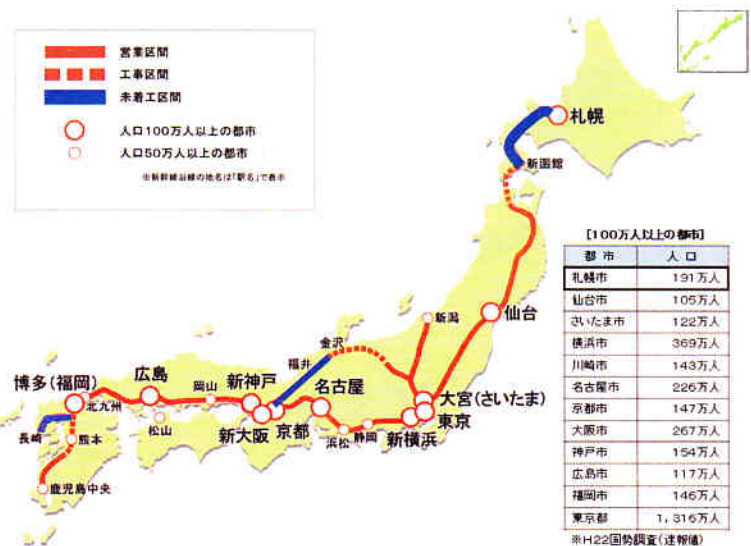 営業区間
工事区間
未着工区間
人口100万人以上の都市
人口50万人以上の都市
※新幹線沿線の地名は「駅名」で表示
札幌
新函館
仙台
新潟
金沢
福井
大宮(さいたま)
東京
新横浜
静岡
浜松
名古屋
京都
新大阪
新神戸
岡山
広島
松山
博多(福岡)
北九州
長崎
熊本
鹿児島中央
[100万人以上の都市]
都市 人口
札幌市 191万人
仙台市 105万人
さいたま市 122万人
横浜市 369万人
川崎市 143万人
名古屋市 226万人
京都市 147万人
大阪市 267万人
神戸市 154万人
広島市 117万人
福岡市 146万人
東京都 1,316万人
※H22国勢調査(速報値)